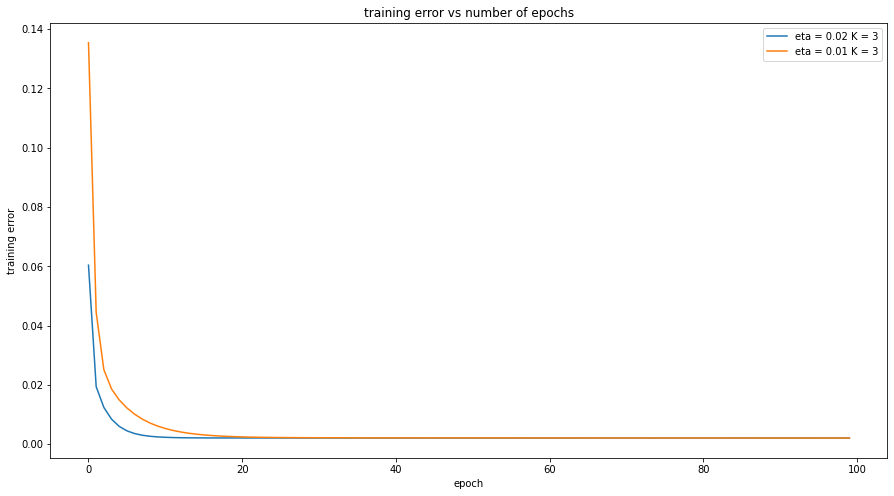 training error vs number of epochs
eta = 0.02 K = 3
eta = 0.01 K = 3
training error
0.14
0.12
0.10
0.08
0.06
0.04
0.02
0.00
0
20
40
60
80
100
epoch